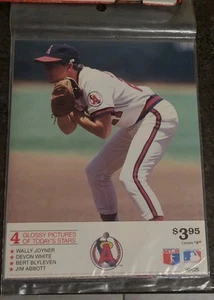 $3.95
4 GLOSSY PICTURES
OF TODAY'S STARS
• WALLY JOYNER
• DEVON WHITE
• BERT BLYLEVEN
• JIM ABBOTT